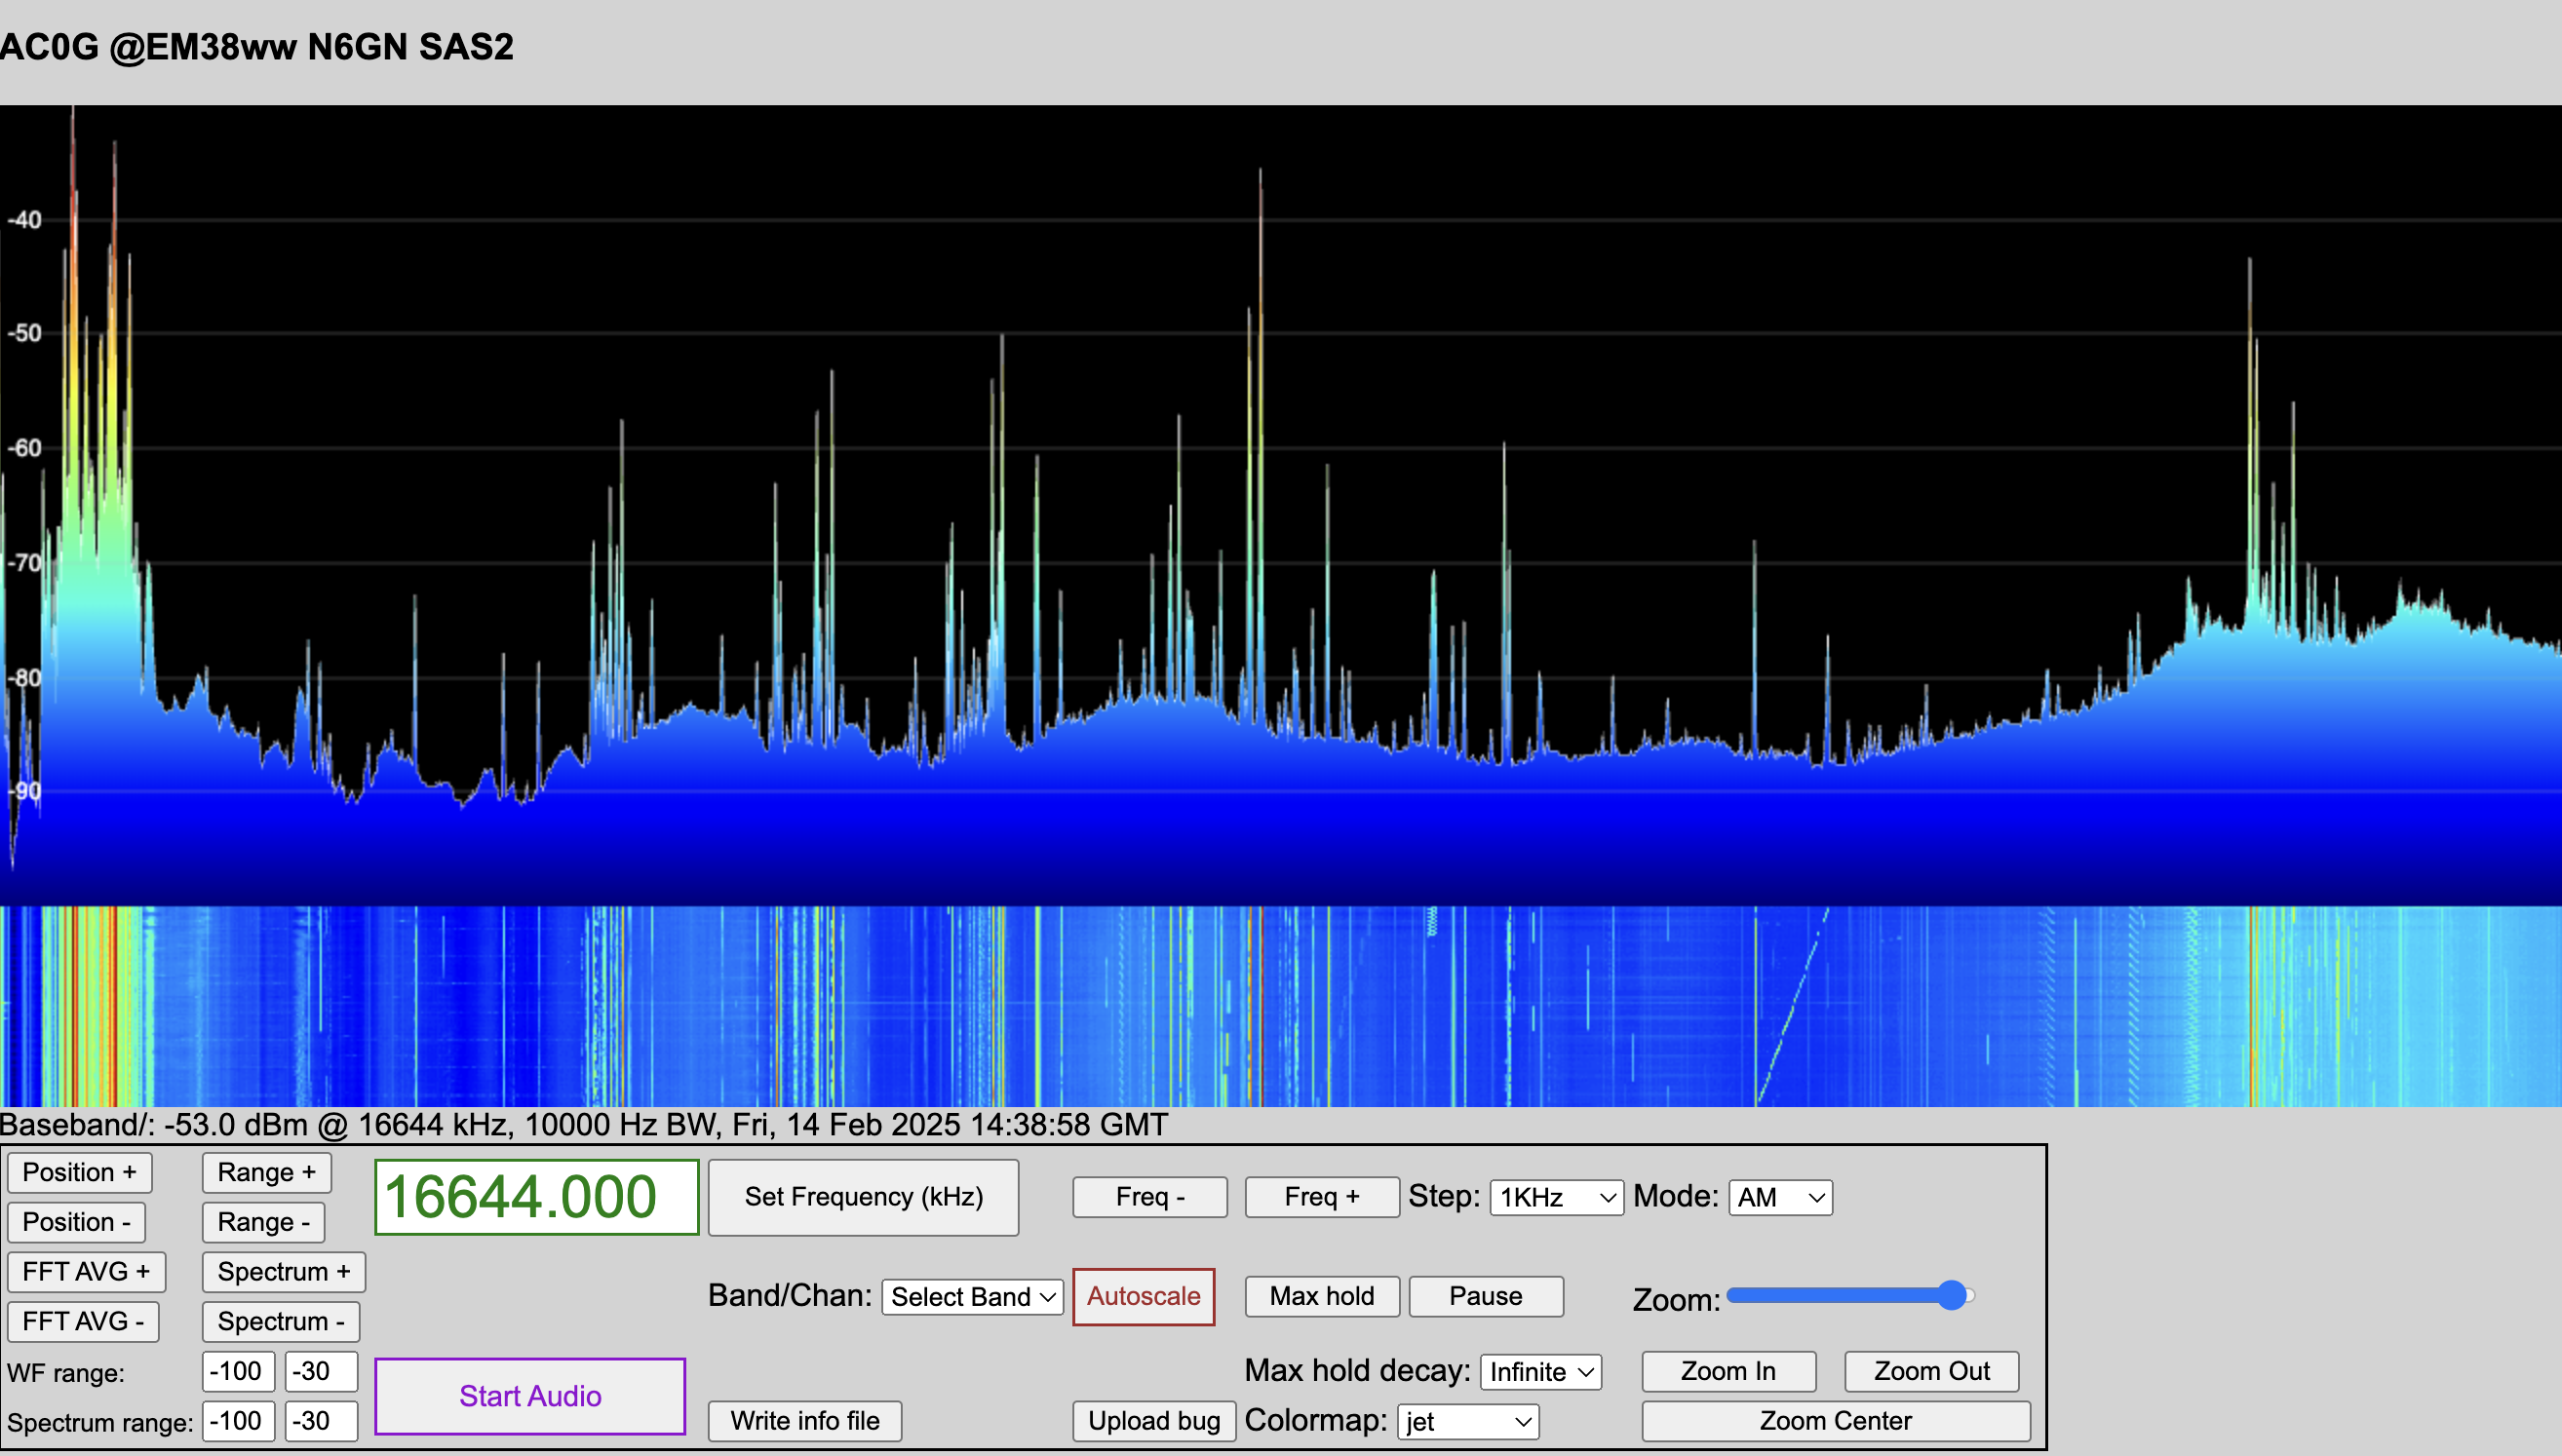 AC0G @EM38ww N6GN SAS2
-40
-50
-60
-70
-80
-90
Baseband/: -53.0 dBm @ 16644 kHz, 10000 Hz BW, Fri, 14 Feb 2025 14:38:58 GMT
Position + Range + 16644.000 Set Frequency (kHz) Freq - Freq + Step: 1KHz Mode: AM
Position - Range -
FFT AVG + Spectrum + Band/Chan: Select Band Autoscale Max hold Pause Zoom:
FFT AVG - Spectrum -
WF range: -100 -30 Start Audio Max hold decay: Infinite Zoom In Zoom Out
Spectrum range: -100 -30 Write info file Upload bug Colormap: jet Zoom Center